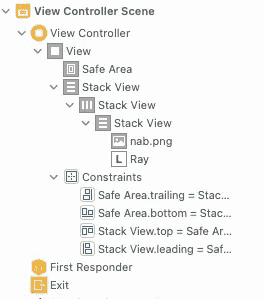 View Controller Scene
View Controller
View
Safe Area
Stack View
Stack View
Stack View
nab.png
L Ray
Constraints
Safe Area.trailing = Stac...
Safe Area.bottom = Stac...
Stack View.top = Safe Ar...
Stack View.leading = Saf...
First Responder
Exit